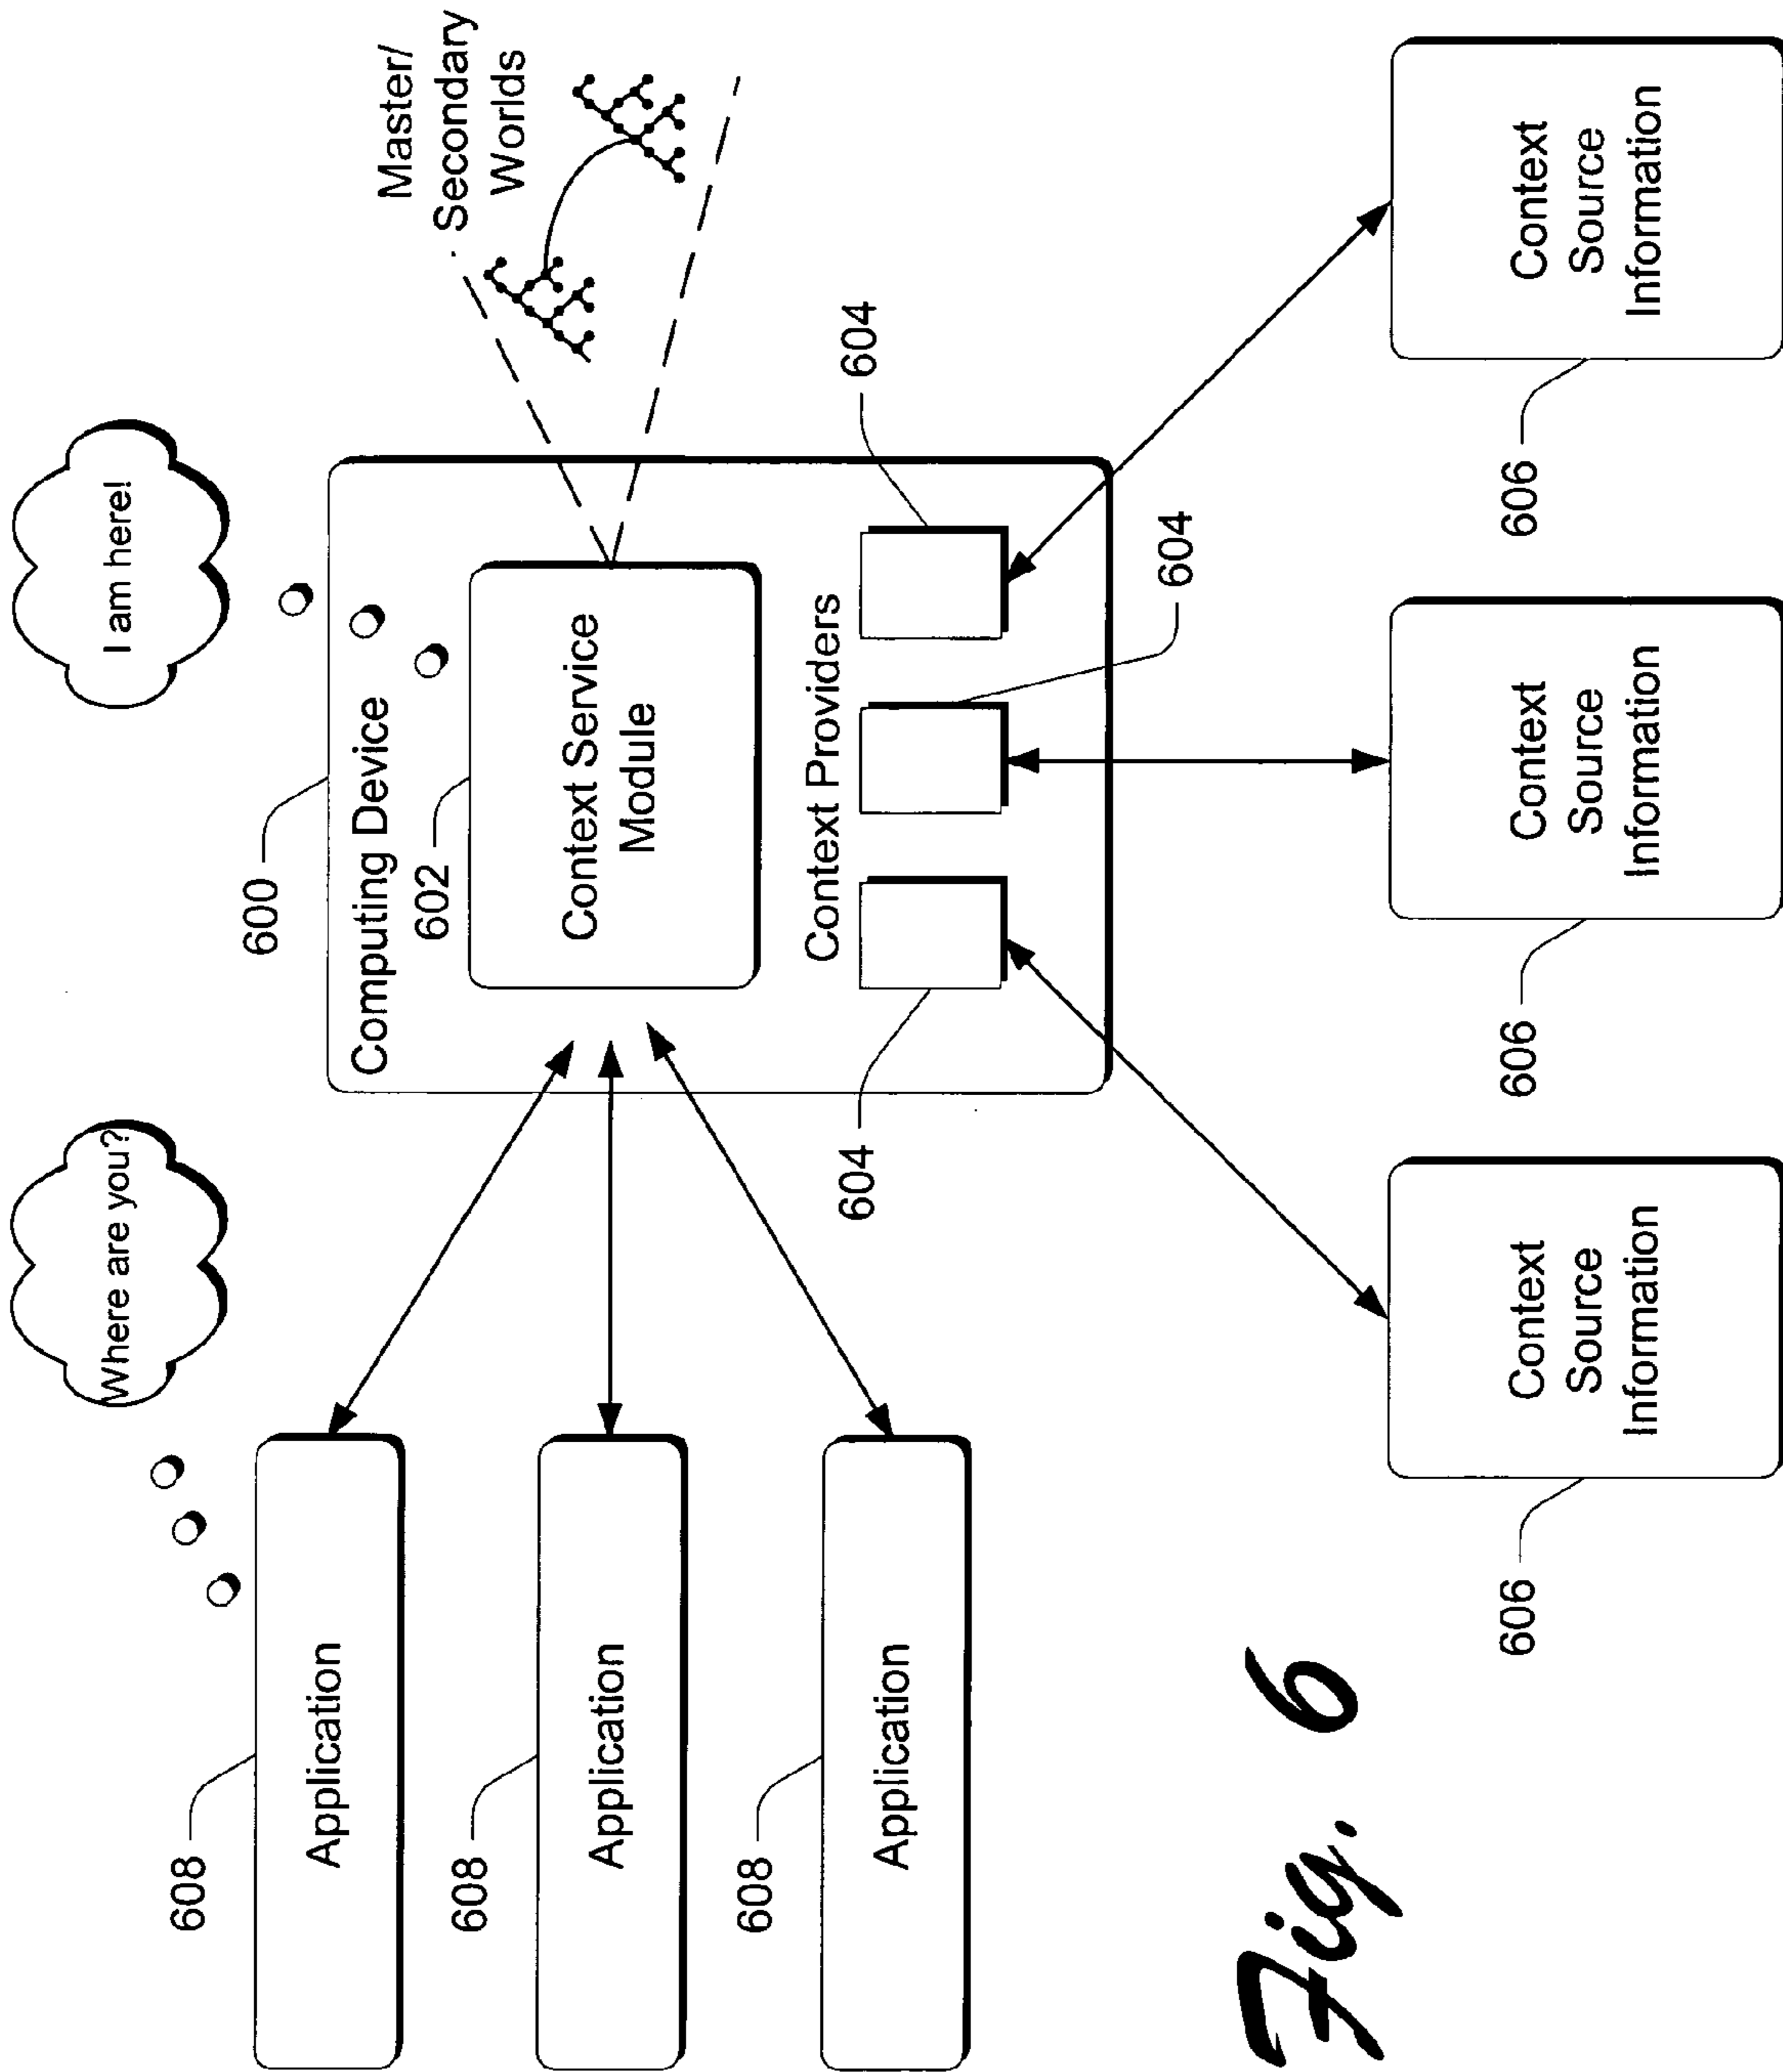 Where are you?
I am here!
600
Computing Device
602
Context Service
Module
Master/
Secondary
Worlds
608
Application
608
Application
608
Application
Context Providers
604
604
604
606
Context
Source
Information
606
Context
Source
Information
606
Context
Source
Information
Fig. 6